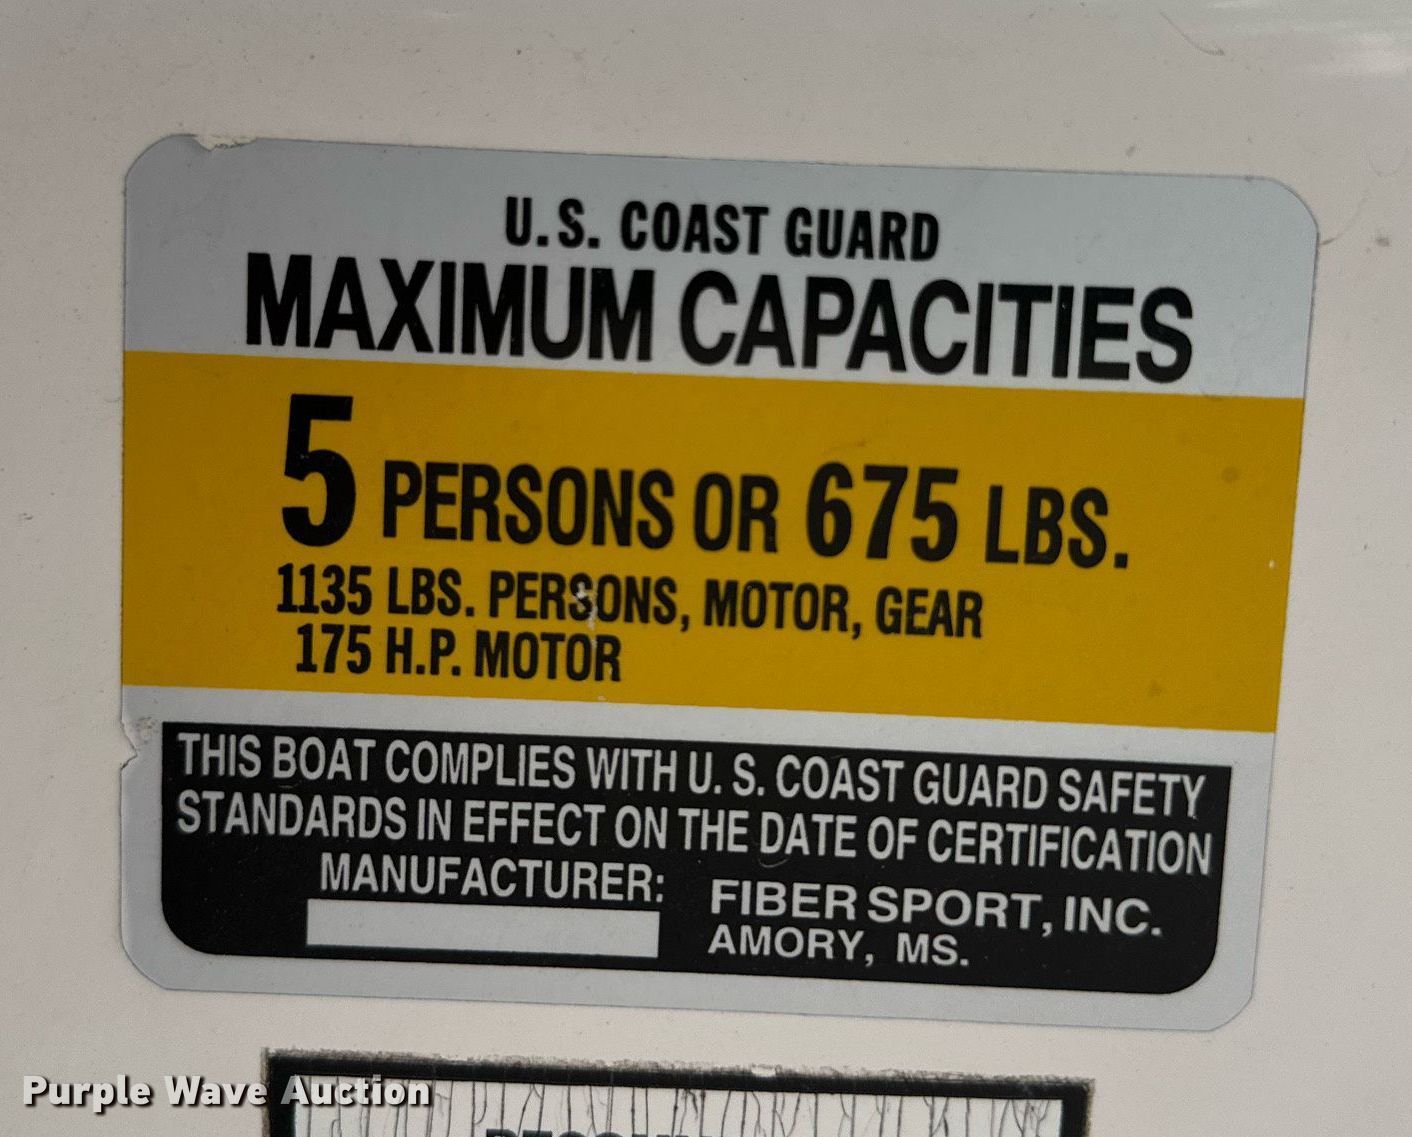 U.S. COAST GUARD
MAXIMUM CAPACITIES
5 PERSONS OR 675 LBS.
1135 LBS. PERSONS, MOTOR, GEAR
175 H.P. MOTOR
THIS BOAT COMPLIES WITH U. S. COAST GUARD SAFETY
STANDARDS IN EFFECT ON THE DATE OF CERTIFICATION
MANUFACTURER: FIBER SPORT, INC.
AMORY, MS.
Purple Wave Auction